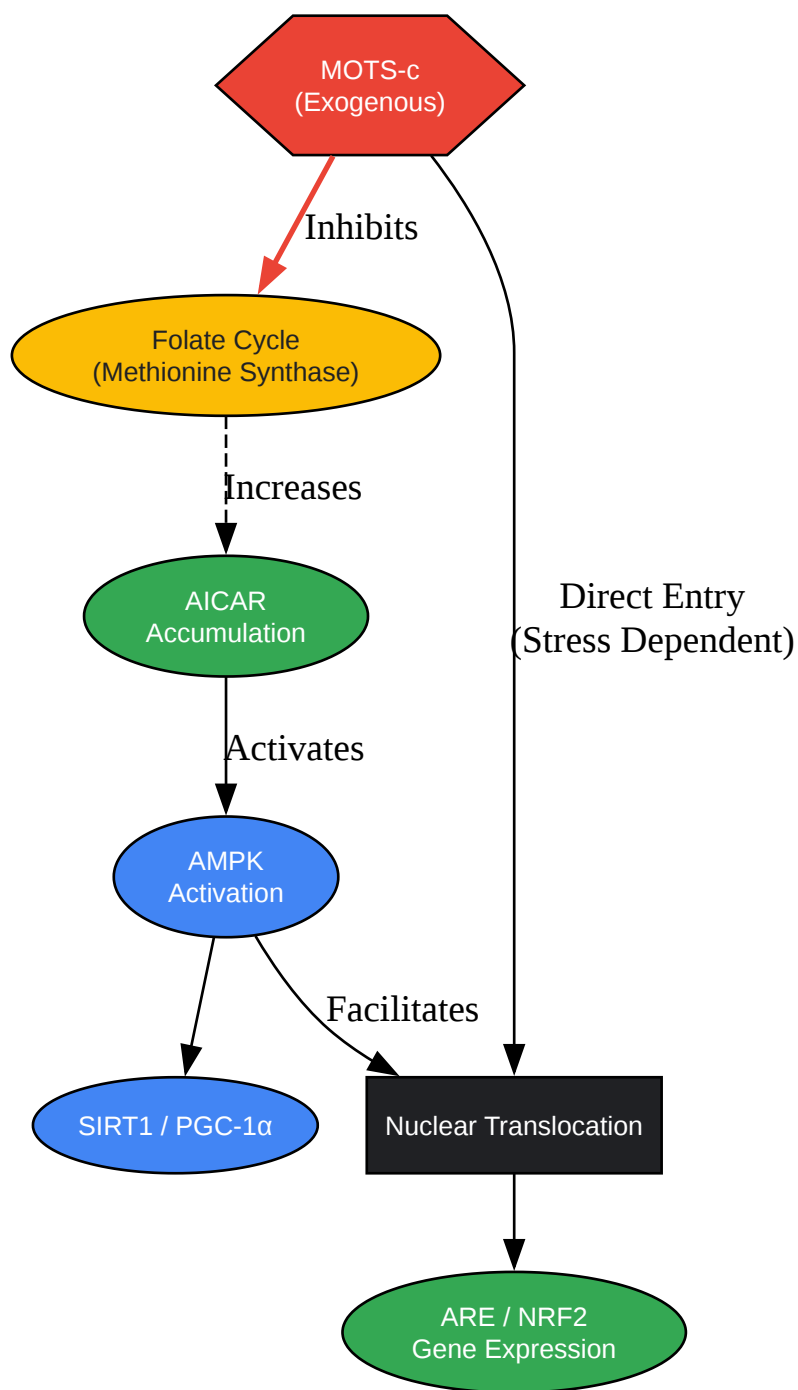 MOTS-c
(Exogenous)
Inhibits
Folate Cycle
(Methionine Synthase)
Increases
AICAR
Accumulation
Direct Entry
(Stress Dependent)
Activates
AMPK
Activation
Facilitates
SIRT1 / PGC-1α
Nuclear Translocation
ARE / NRF2
Gene Expression